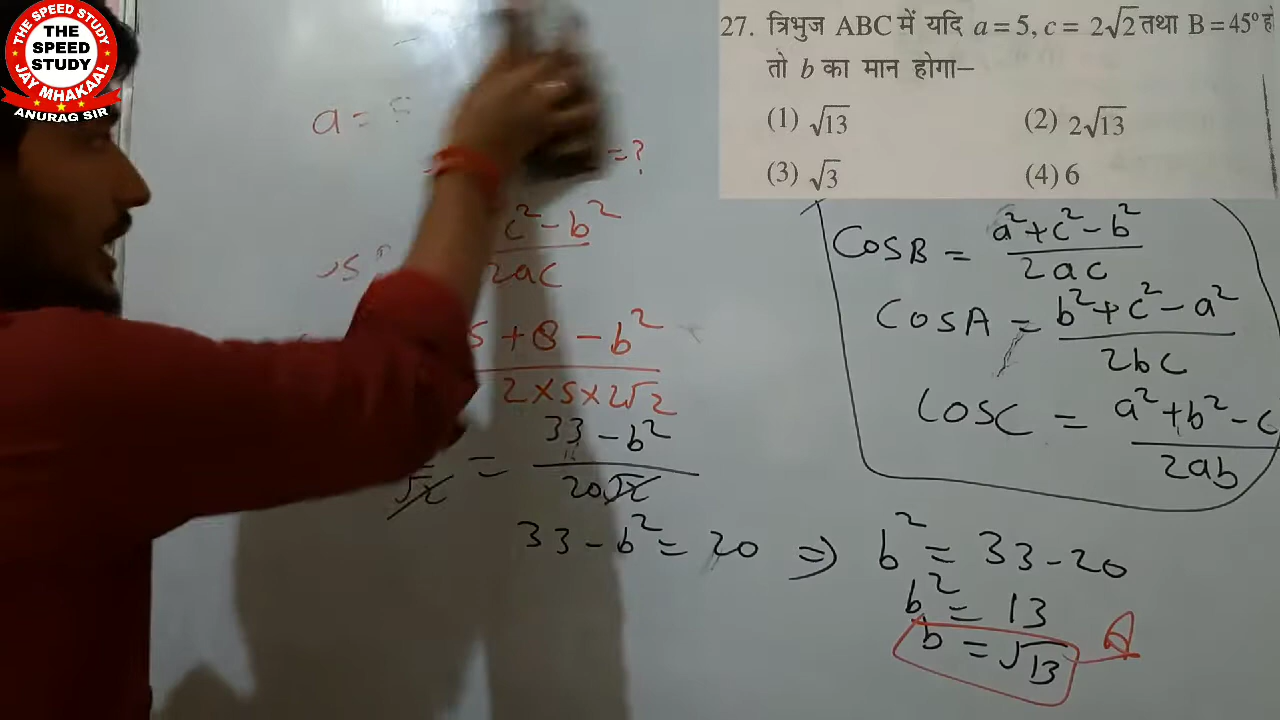 THE SPEED STUDY
THE
SPEED
STUDY
JAY MHAKAAL
ANURAG SIR
27. त्रिभुज ABC में यदि a = 5, c = 2√2 तथा B = 45° हो
तो b का मान होगा–
(1) √13
(2) 2√13
(3) √3
(4) 6
a = 5
= ?
c² - b²
2ac
+ 8 - b²
2 × 5 × 2√2
= 33 - b²
20√2
33 - b² = 20 ⇒ b² = 33 - 20
b² = 13
b = √13
CosB = a² + c² - b²
2ac
CosA = b² + c² - a²
2bc
CosC = a² + b² - c
2ab